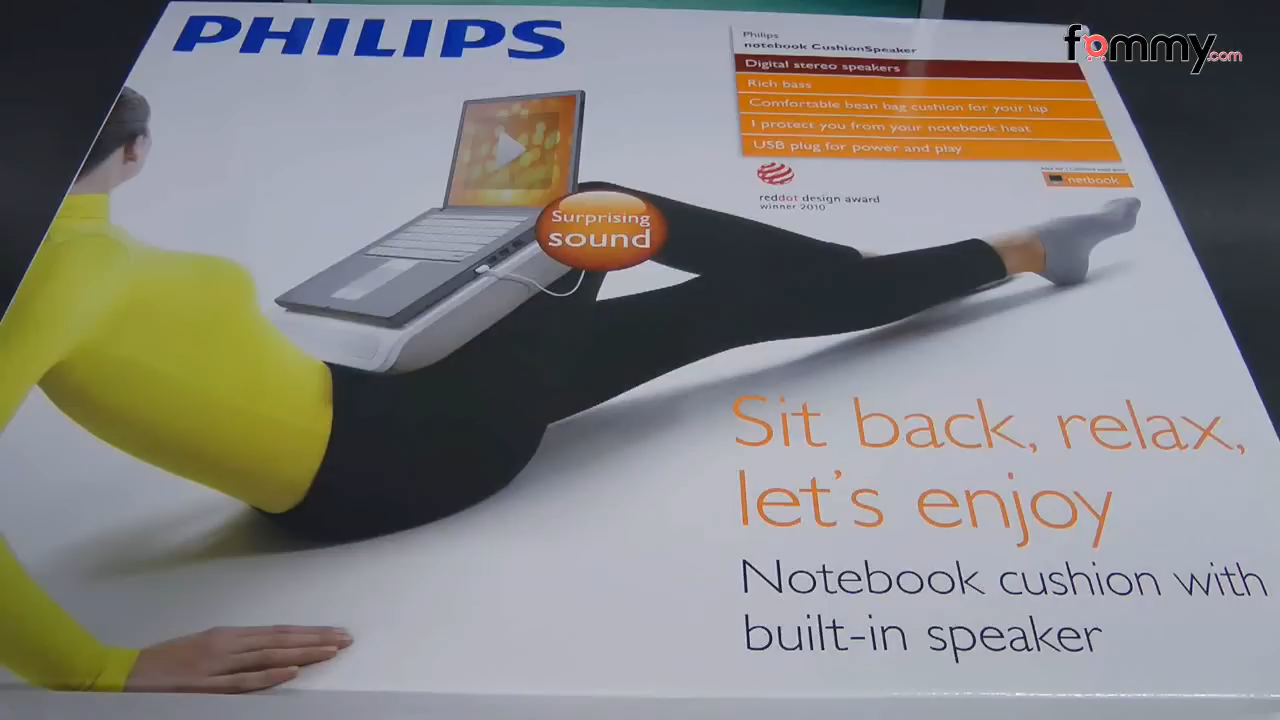 PHILIPS
Philips
notebook CushionSpeaker
Digital stereo speakers
Rich bass
Comfortable bean bag cushion for your lap
I protect you from your notebook heat
USB plug for power and play
reddot design award
winner 2010
netbook
fommy.com
Surprising
sound
Sit back, relax,
let's enjoy
Notebook cushion with
built-in speaker